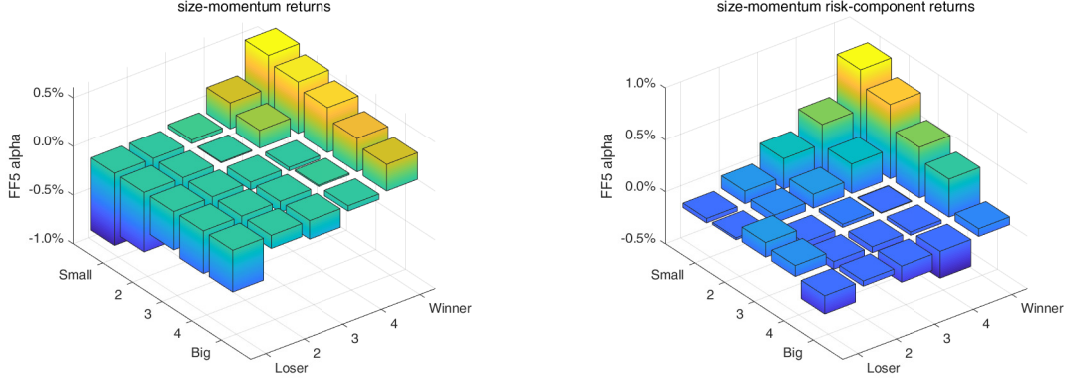 size-momentum returns
FF5 alpha
0.5%
0.0%
-0.5%
-1.0%
Small
2
3
4
Big
Loser
2
3
4
Winner
size-momentum risk-component returns
FF5 alpha
1.0%
0.5%
0.0%
-0.5%
Small
2
3
4
Big
Loser
2
3
4
Winner